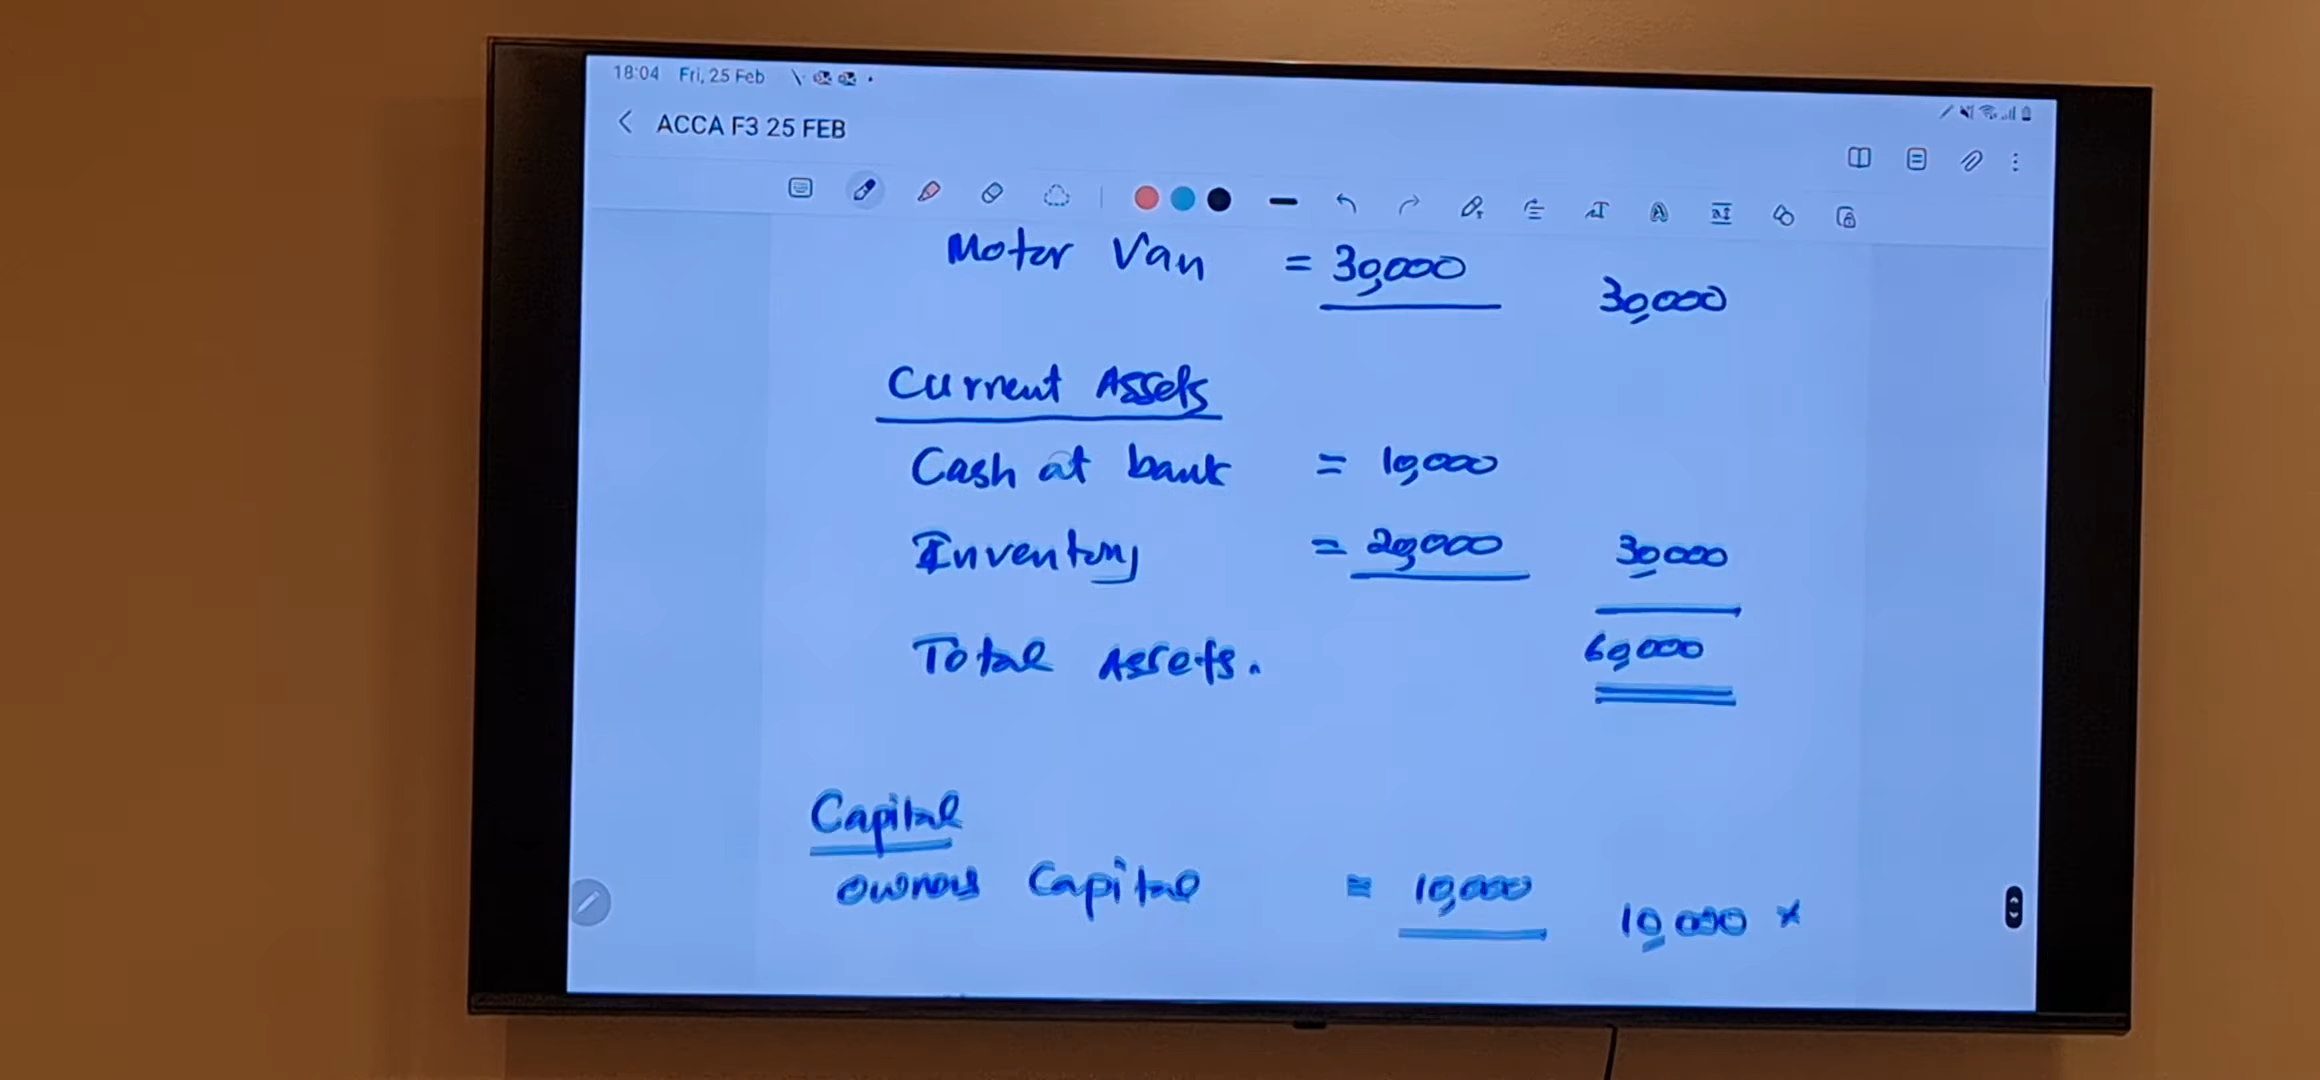 18:04 Fri, 25 Feb
ACCA F3 25 FEB
Motor Van = 30,000 30,000
Current Assets
Cash at bank = 10,000
Inventory = 20,000 30,000
Total Assets. 60,000
Capital
owners Capital = 10,000 10,000 *